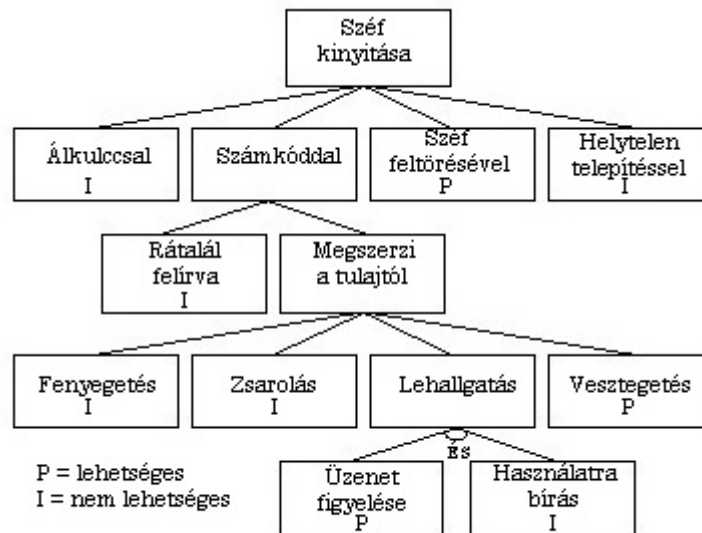 Széf
kinyitása
Álkulccsal
I
Számkóddal
Széf
feltörésével
P
Helytelen
telepítéssel
I
Rátalál
felírva
I
Megszerzi
a tulajtól
Fenyegetés
I
Zsarolás
I
Lehallgatás
Vesztegetés
P
ÉS
P = lehetséges
I = nem lehetséges
Üzenet
figyelése
P
Használatra
bírás
I